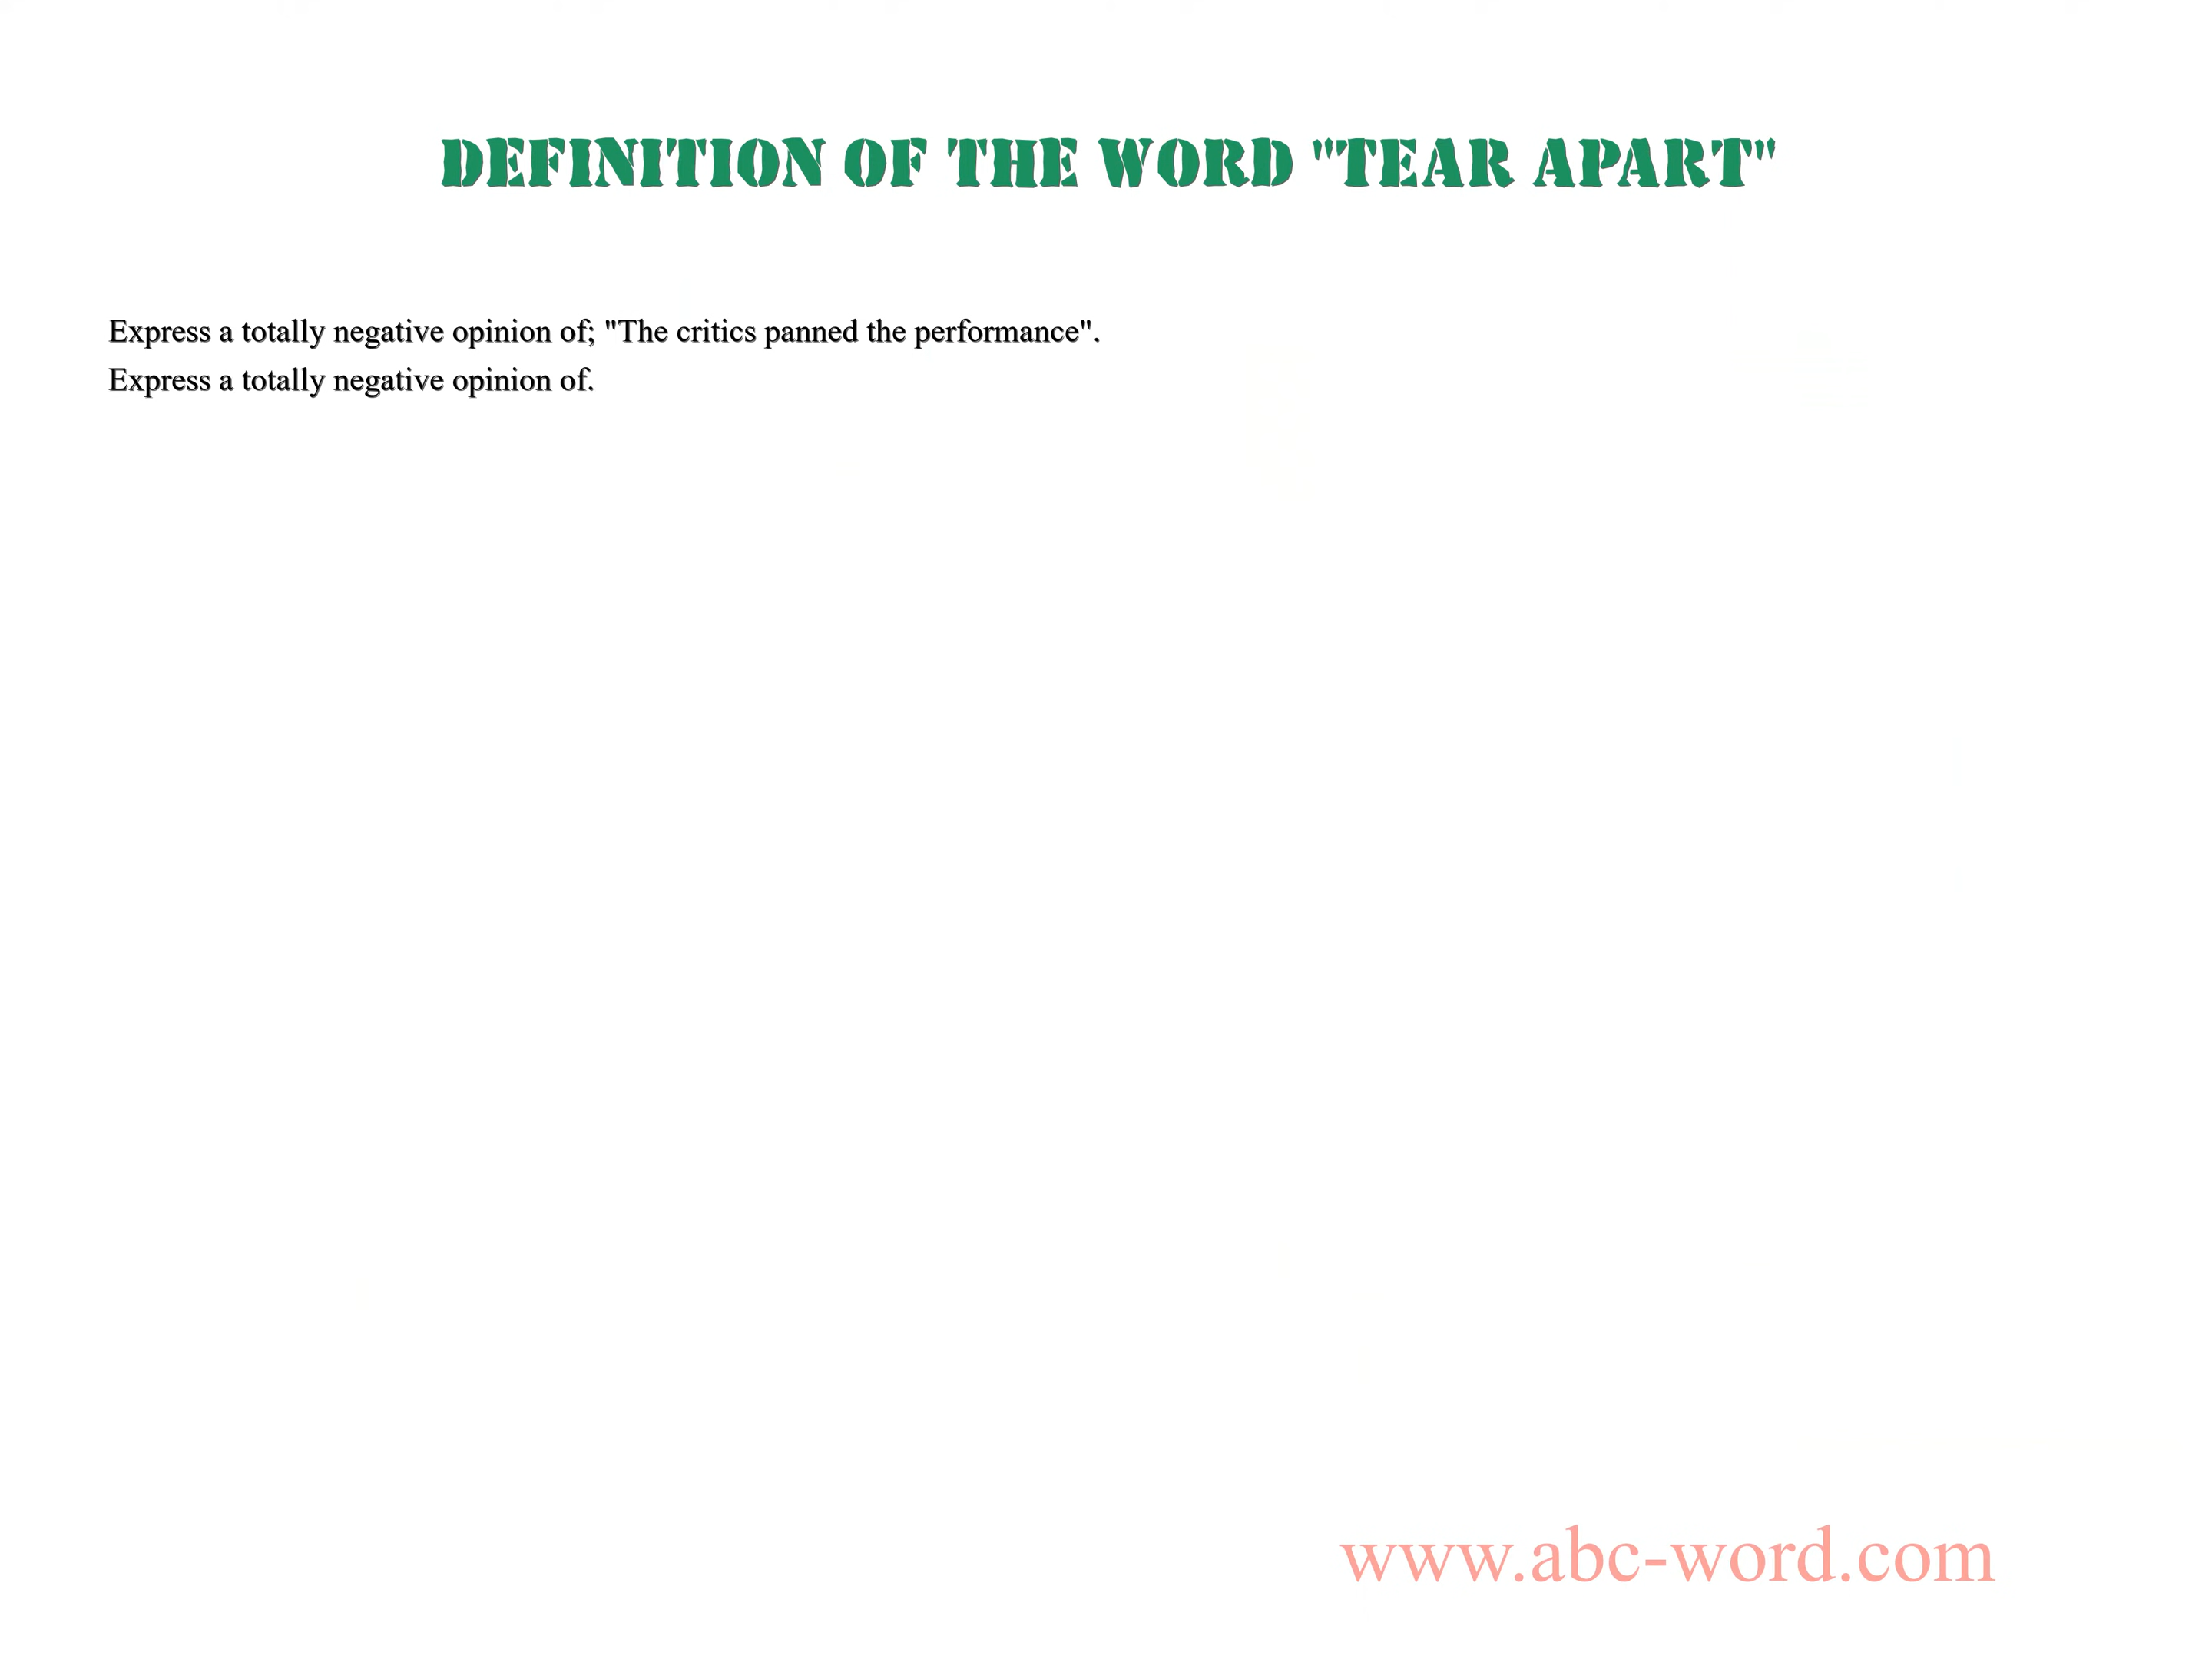 DEFINITION OF THE WORD "TEAR APART"
Express a totally negative opinion of; "The critics panned the performance".
Express a totally negative opinion of.
www.abc-word.com